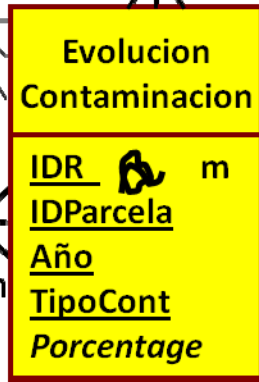 Evolucion
Contaminacion
IDR m
IDParcela
Año
TipoCont
Porcentage